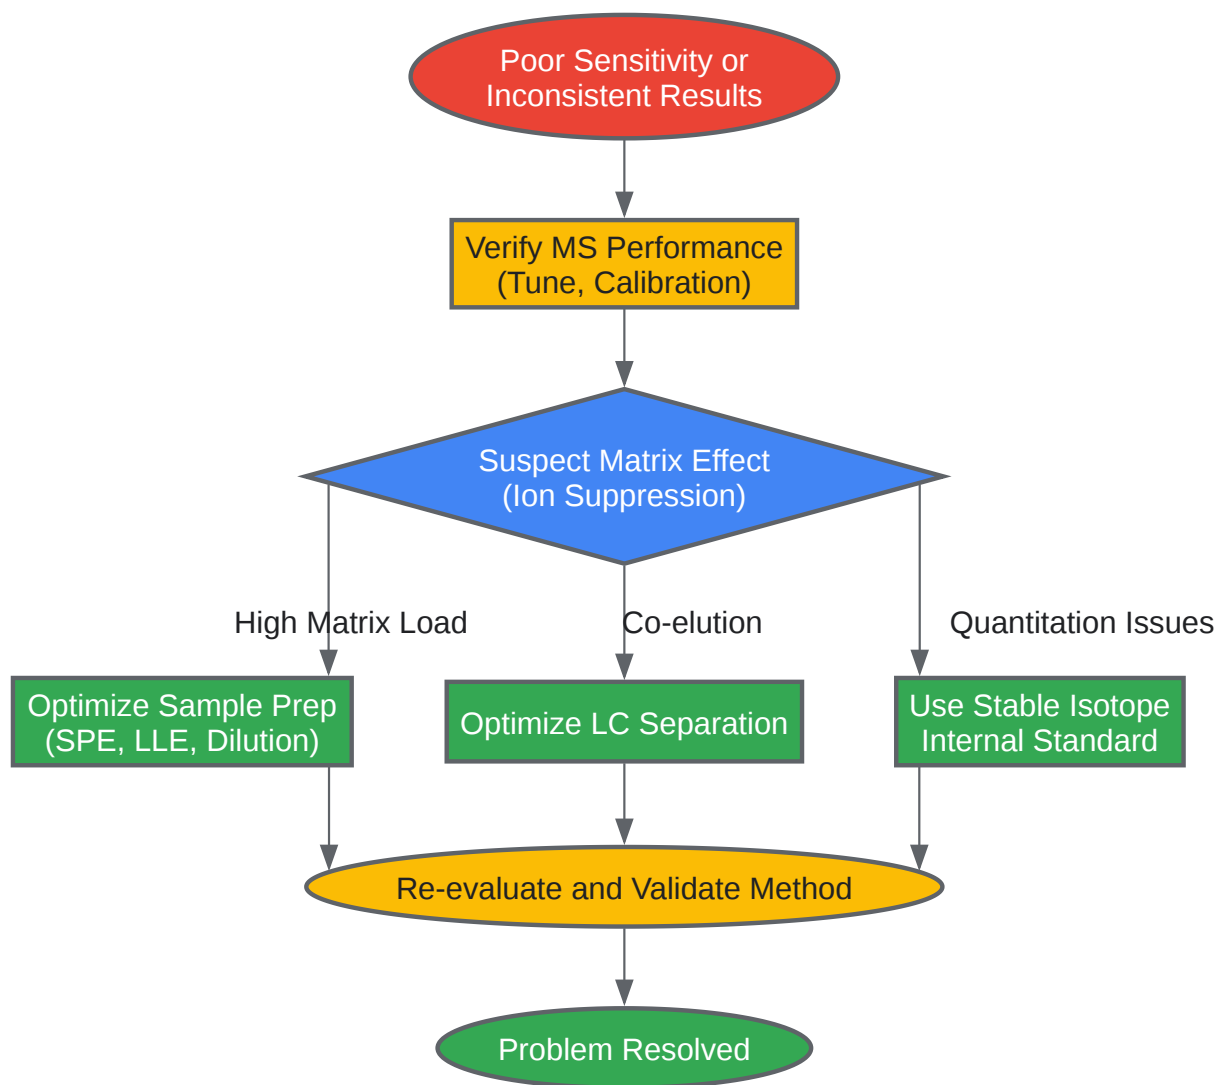 Poor Sensitivity or
Inconsistent Results
Verify MS Performance
(Tune, Calibration)
Suspect Matrix Effect
(Ion Suppression)
High Matrix Load
Co-elution
Quantitation Issues
Optimize Sample Prep
(SPE, LLE, Dilution)
Optimize LC Separation
Use Stable Isotope
Internal Standard
Re-evaluate and Validate Method
Problem Resolved